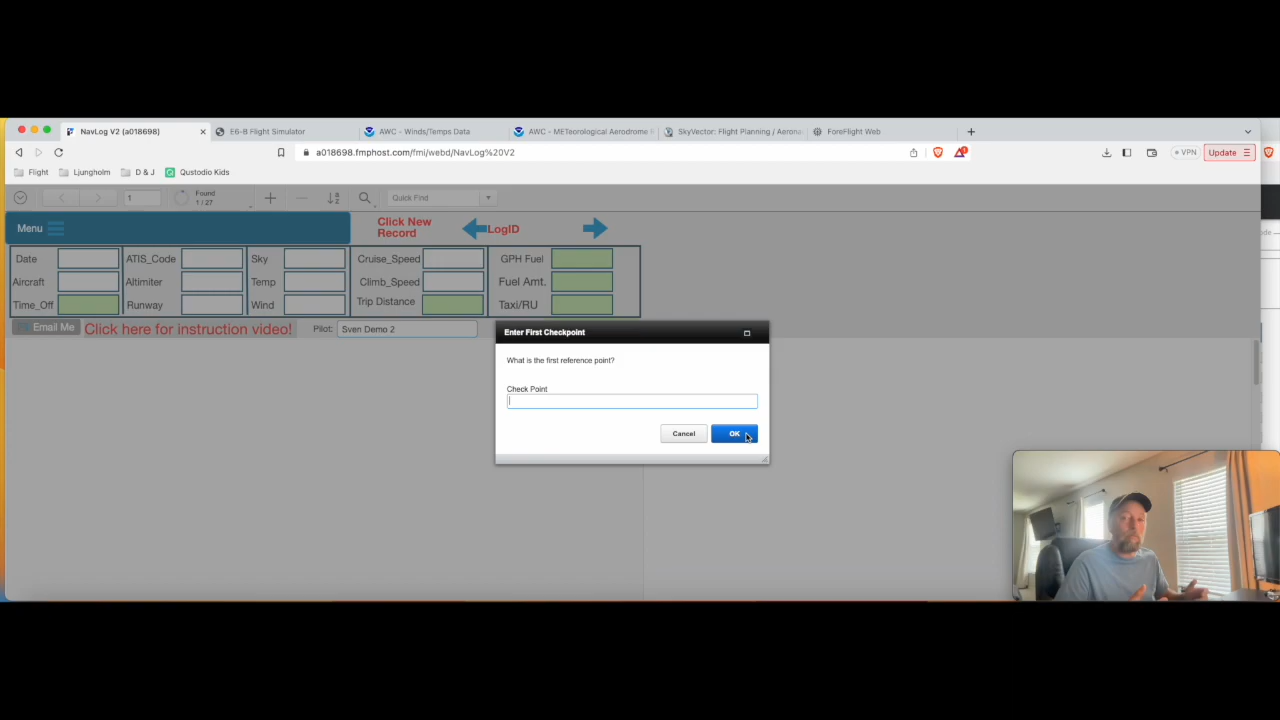 NavLog V2 (a018698)
E6-B Flight Simulator
AWC - Winds/Temps Data
AWC - METeorological Aerodrome R
SkyVector: Flight Planning / Aerona
ForeFlight Web
a018698.fmphost.com/fmi/webd/NavLog%20V2
VPN
Update
Flight
Ljungholm
D & J
Qustodio Kids
1
Found
1 / 27
Quick Find
Menu
Click New
Record
LogID
Date ATIS_Code Sky Cruise_Speed GPH Fuel
Aircraft Altimiter Temp Climb_Speed Fuel Amt.
Time_Off Runway Wind Trip Distance Taxi/RU
Email Me
Click here for instruction video!
Pilot: Sven Demo 2
Enter First Checkpoint
What is the first reference point?
Check Point
Cancel
OK